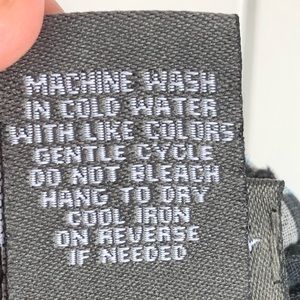 MACHINE WASH
IN COLD WATER
WITH LIKE COLORS
GENTLE CYCLE
DO NOT BLEACH
HANG TO DRY
COOL IRON
ON REVERSE
IF NEEDED